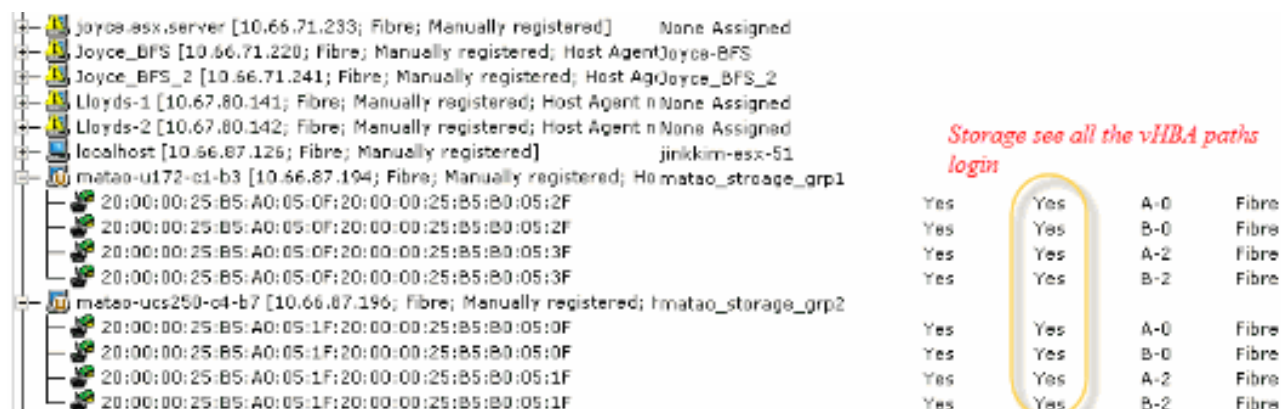 joyce.esx.server [10.66.71.233; Fibre; Manually registered] None Assigned
Joyce_BFS [10.66.71.220; Fibre; Manually registered; Host Agent Joyce-BFS
Joyce_BFS_2 [10.66.71.241; Fibre; Manually registered; Host Ag Joyce_BFS_2
Lloyds-1 [10.67.80.141; Fibre; Manually registered; Host Agent n None Assigned
Lloyds-2 [10.67.80.142; Fibre; Manually registered; Host Agent n None Assigned
localhost [10.66.87.126; Fibre; Manually registered] jinkkim-esx-51
Storage see all the vHBA paths
login
matao-u172-c1-b3 [10.66.87.194; Fibre; Manually registered; Ho matao_stroage_grp1
20:00:00:25:B5:A0:05:0F:20:00:00:25:B5:B0:05:2F Yes Yes A-0 Fibre
20:00:00:25:B5:A0:05:0F:20:00:00:25:B5:B0:05:2F Yes Yes B-0 Fibre
20:00:00:25:B5:A0:05:0F:20:00:00:25:B5:B0:05:3F Yes Yes A-2 Fibre
20:00:00:25:B5:A0:05:0F:20:00:00:25:B5:B0:05:3F Yes Yes B-2 Fibre
matao-ucs250-c4-b7 [10.66.87.196; Fibre; Manually registered; H matao_storage_grp2
20:00:00:25:B5:A0:05:1F:20:00:00:25:B5:B0:05:0F Yes Yes A-0 Fibre
20:00:00:25:B5:A0:05:1F:20:00:00:25:B5:B0:05:0F Yes Yes B-0 Fibre
20:00:00:25:B5:A0:05:1F:20:00:00:25:B5:B0:05:1F Yes Yes A-2 Fibre
20:00:00:25:B5:A0:05:1F:20:00:00:25:B5:B0:05:1F Yes Yes B-2 Fibre